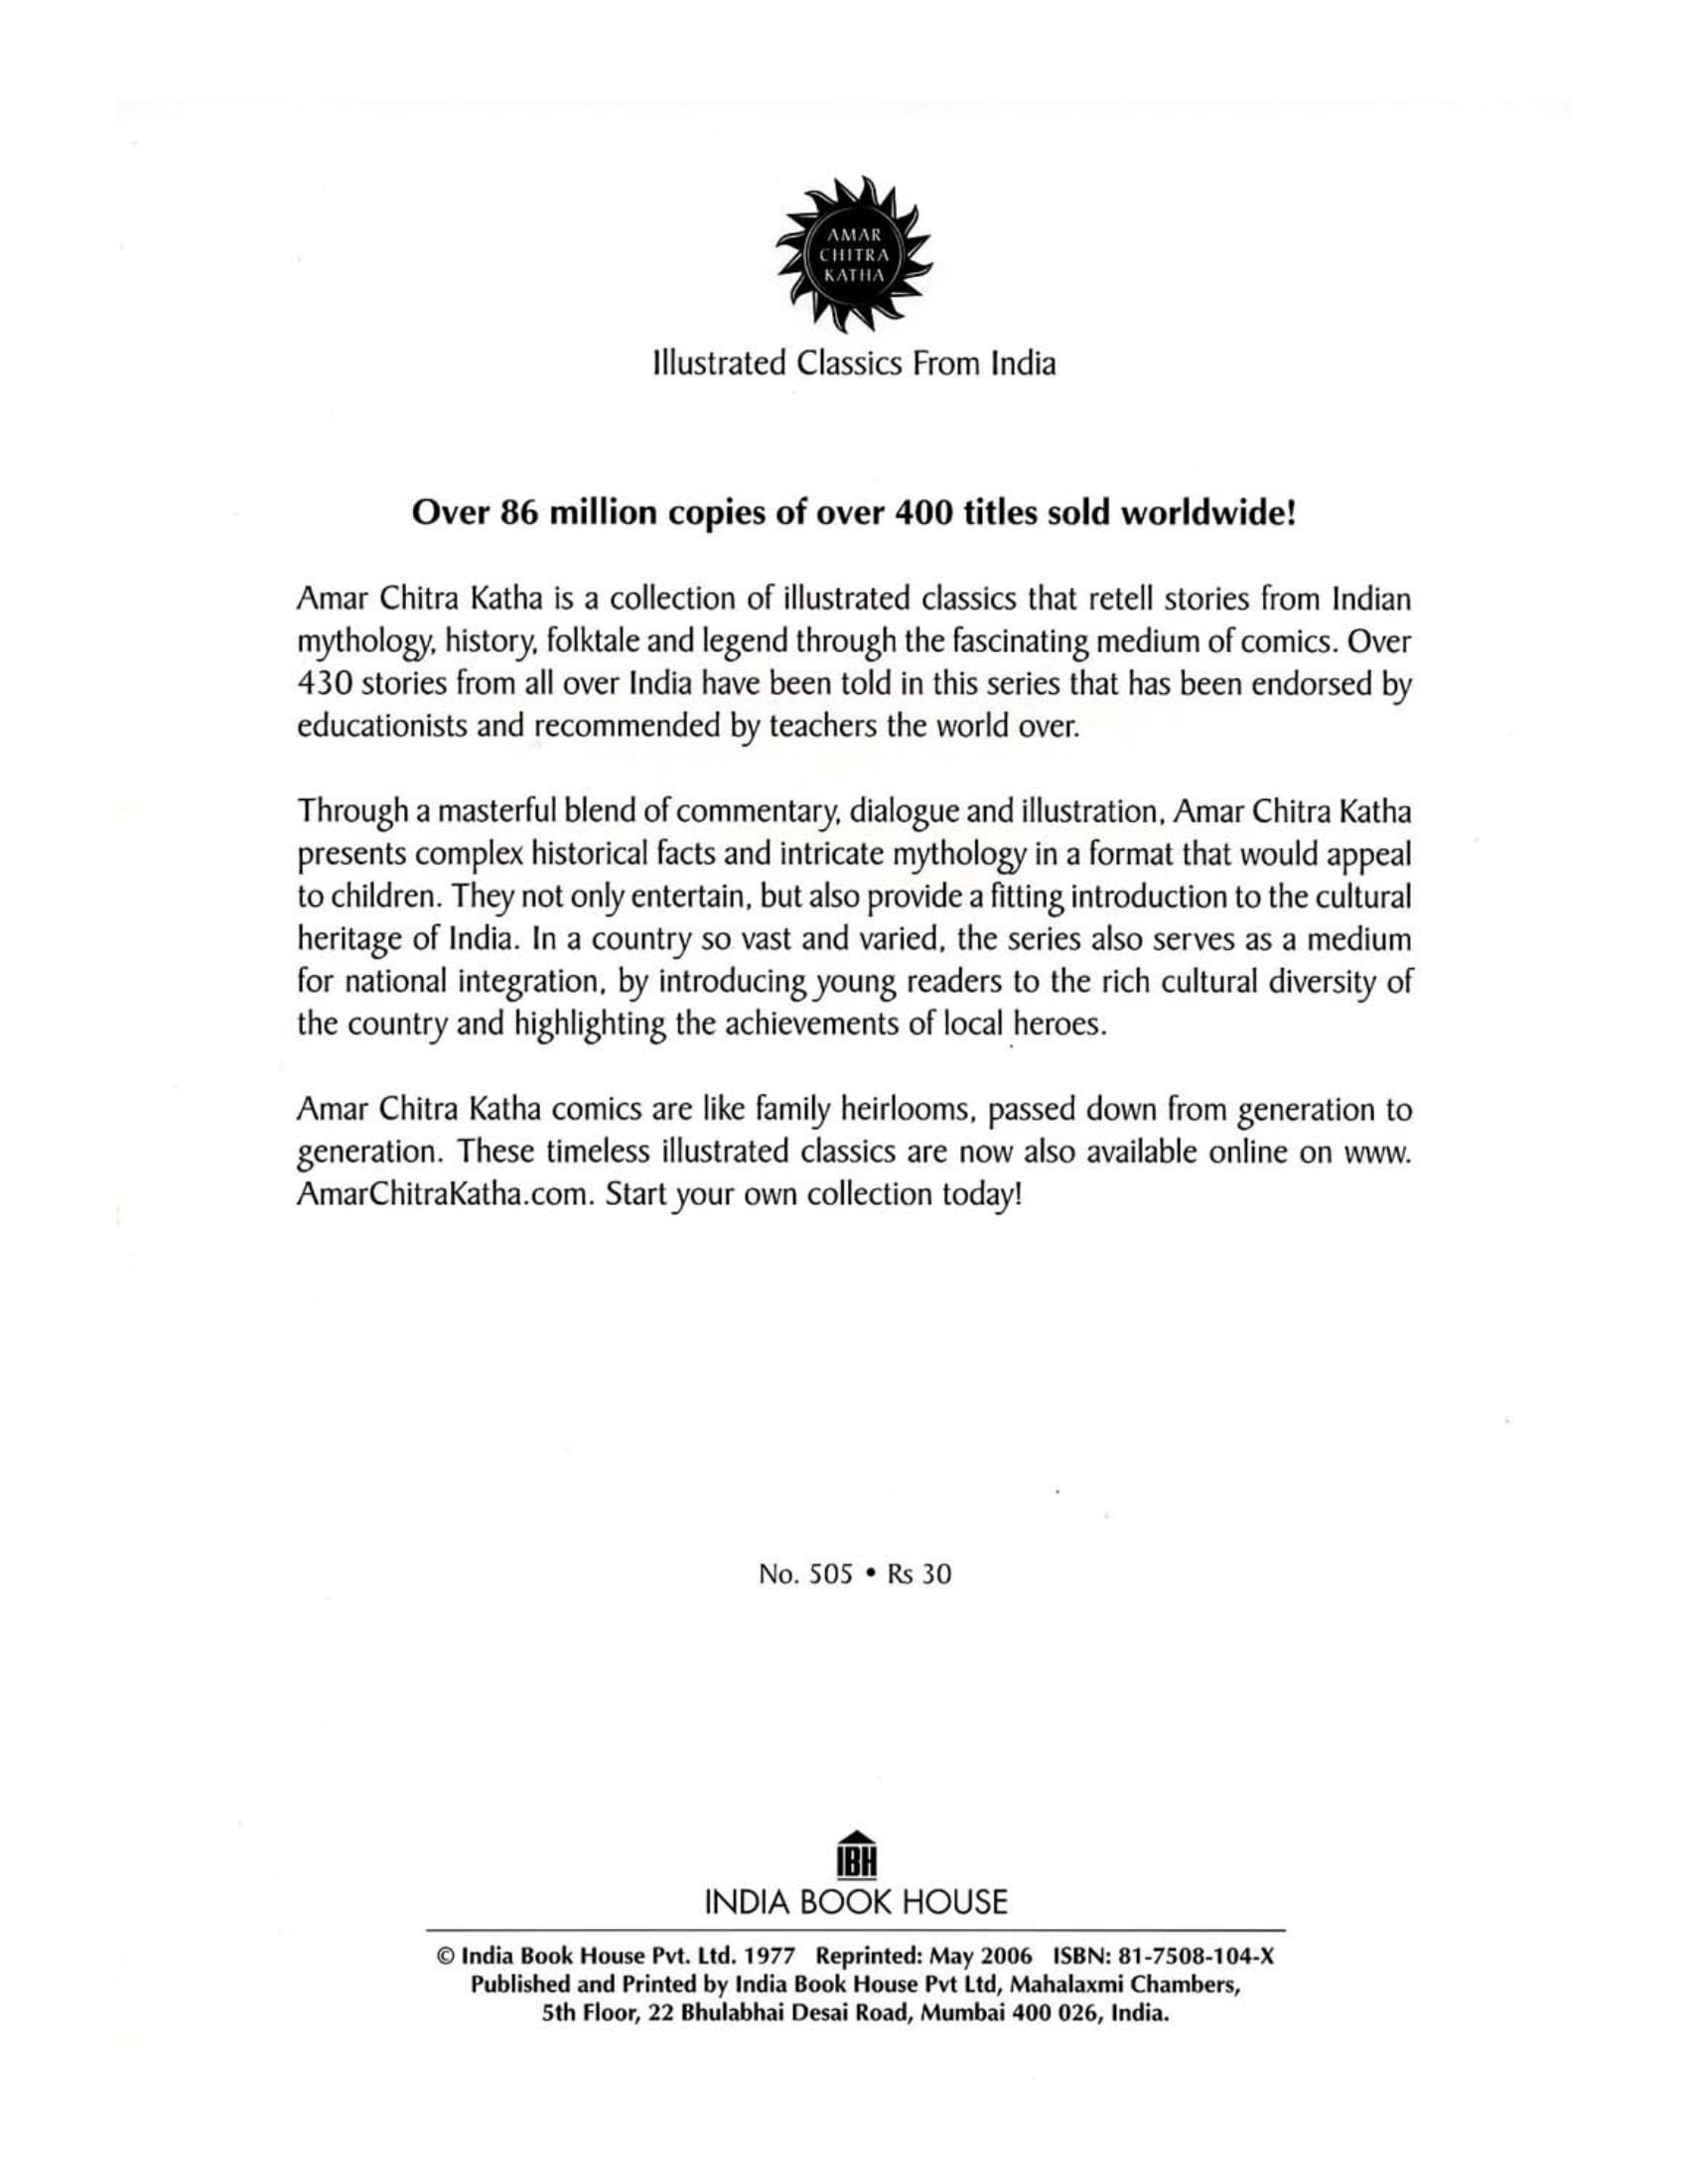 AMAR
CHITRA
KATHA
Illustrated Classics From India
Over 86 million copies of over 400 titles sold worldwide!
Amar Chitra Katha is a collection of illustrated classics that retell stories from Indian
mythology, history, folktale and legend through the fascinating medium of comics. Over
430 stories from all over India have been told in this series that has been endorsed by
educationists and recommended by teachers the world over.
Through a masterful blend of commentary, dialogue and illustration, Amar Chitra Katha
presents complex historical facts and intricate mythology in a format that would appeal
to children. They not only entertain, but also provide a fitting introduction to the cultural
heritage of India. In a country so vast and varied, the series also serves as a medium
for national integration, by introducing young readers to the rich cultural diversity of
the country and highlighting the achievements of local heroes.
Amar Chitra Katha comics are like family heirlooms, passed down from generation to
generation. These timeless illustrated classics are now also available online on www.
AmarChitraKatha.com. Start your own collection today!
No. 505 • Rs 30
IBH
INDIA BOOK HOUSE
© India Book House Pvt. Ltd. 1977 Reprinted: May 2006 ISBN: 81-7508-104-X
Published and Printed by India Book House Pvt Ltd, Mahalaxmi Chambers,
5th Floor, 22 Bhulabhai Desai Road, Mumbai 400 026, India.